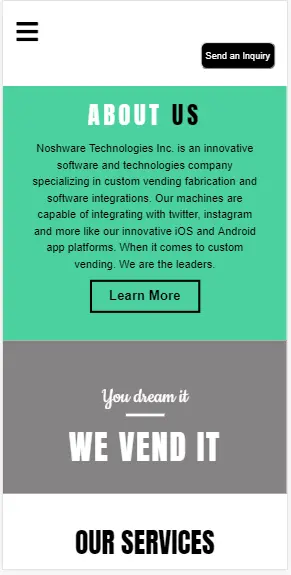 Send an Inquiry
ABOUT US
Noshware Technologies Inc. is an innovative
software and technologies company
specializing in custom vending fabrication and
software integrations. Our machines are
capable of integrating with twitter, instagram
and more like our innovative iOS and Android
app platforms. When it comes to custom
vending. We are the leaders.
Learn More
You dream it
WE VEND IT
OUR SERVICES